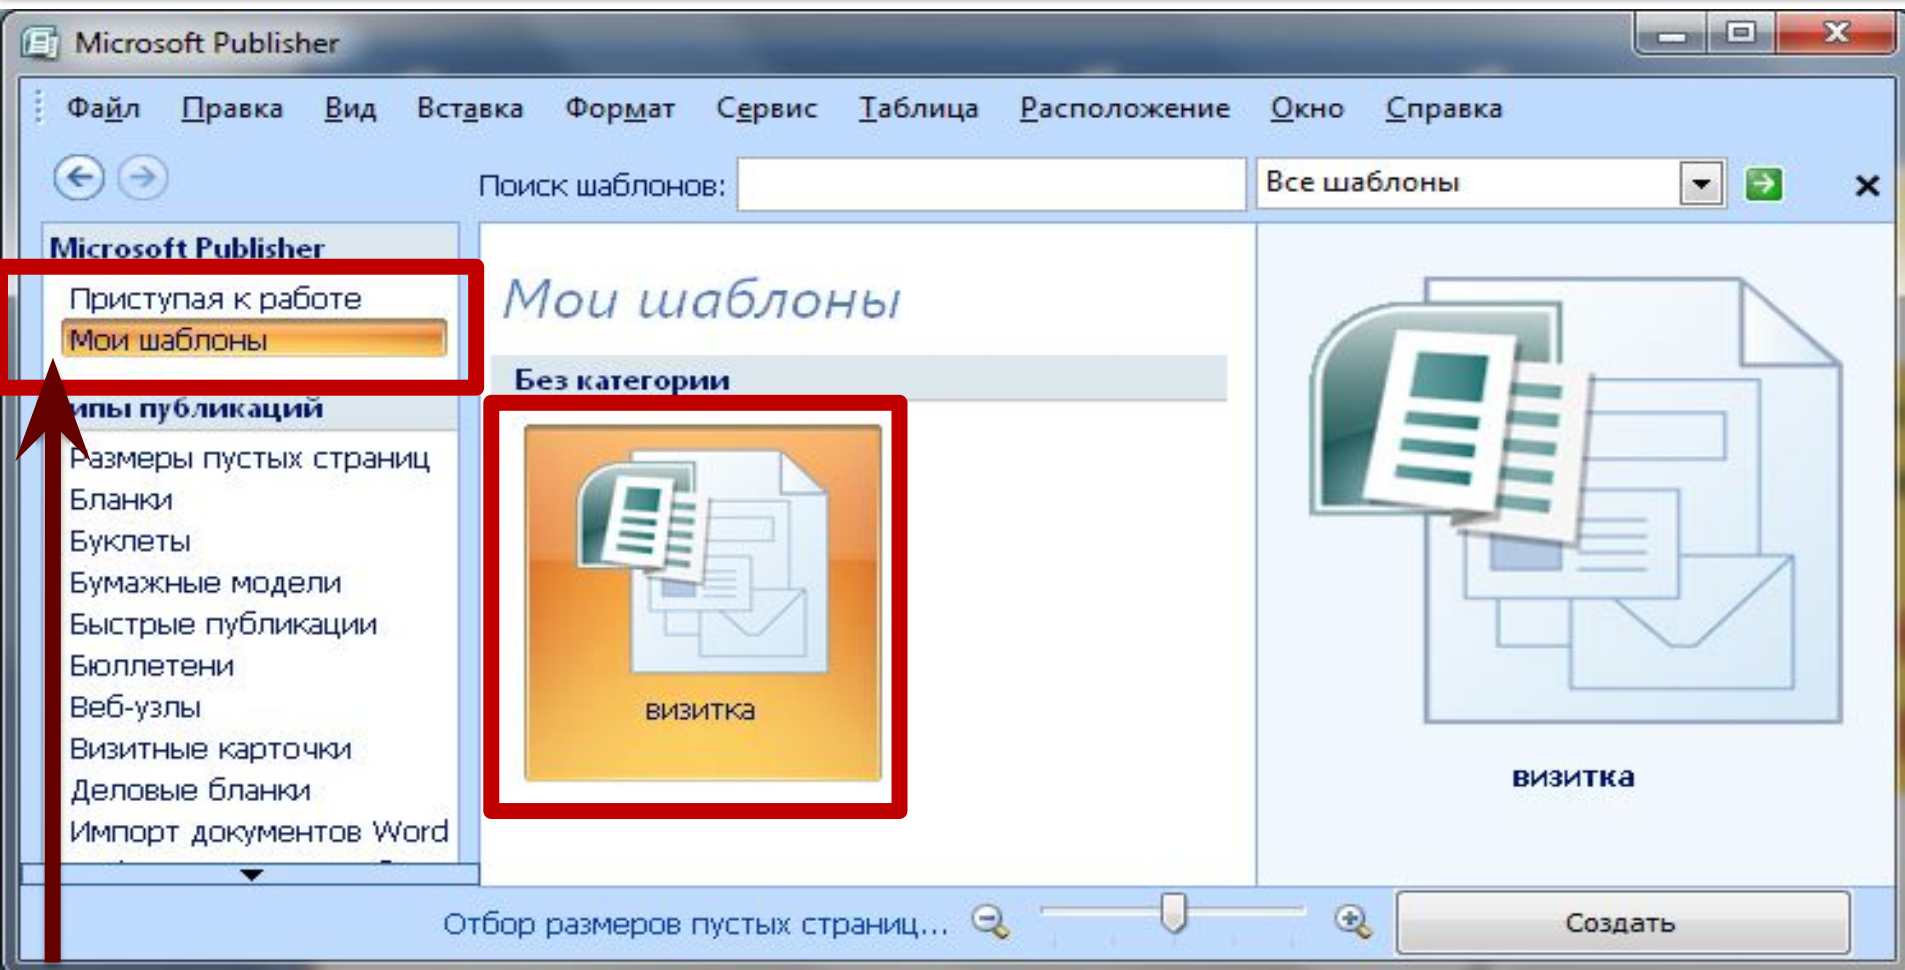 Microsoft Publisher
Файл Правка Вид Вставка Формат Сервис Таблица Расположение Окно Справка
Поиск шаблонов: Все шаблоны
Microsoft Publisher
Приступая к работе
Мои шаблоны
ипы публикаций
Размеры пустых страниц
Бланки
Буклеты
Бумажные модели
Быстрые публикации
Бюллетени
Веб-узлы
Визитные карточки
Деловые бланки
Импорт документов Word
Мои шаблоны
Без категории
визитка
визитка
Отбор размеров пустых страниц...
Создать